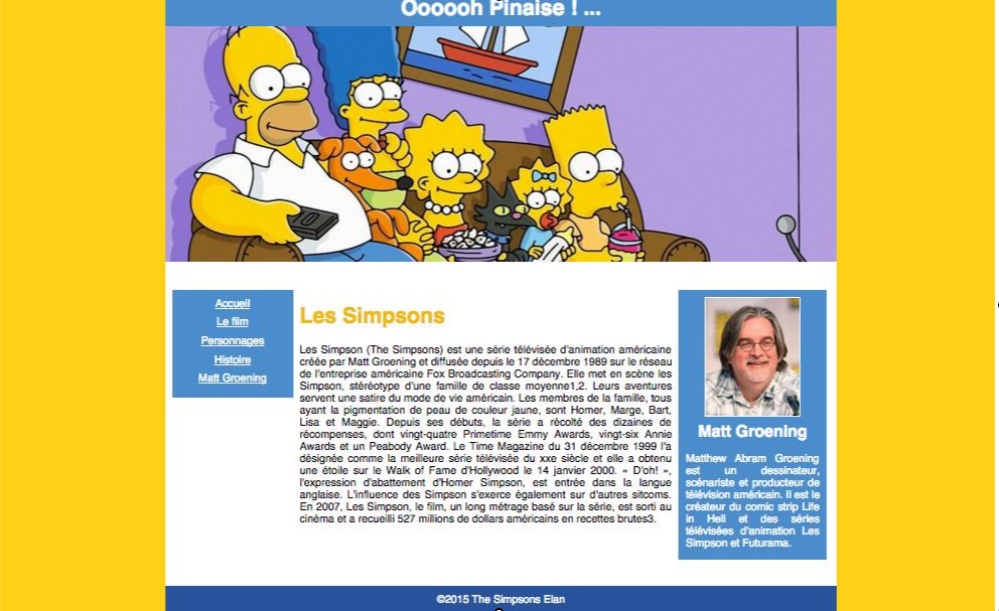 Oooooh Pinaise ! ...
Accueil
Le film
Personnages
Histoire
Matt Groening
Les Simpsons
Les Simpson (The Simpsons) est une série télévisée d'animation américaine
créée par Matt Groening et diffusée depuis le 17 décembre 1989 sur le réseau
de l'entreprise américaine Fox Broadcasting Company. Elle met en scène les
Simpson, stéréotype d'une famille de classe moyenne1,2. Leurs aventures
servent une satire du mode de vie américain. Les membres de la famille, tous
ayant la pigmentation de peau de couleur jaune, sont Homer, Marge, Bart,
Lisa et Maggie. Depuis ses débuts, la série a récolté des dizaines de
récompenses, dont vingt-quatre Primetime Emmy Awards, vingt-six Annie
Awards et un Peabody Award. Le Time Magazine du 31 décembre 1999 l'a
désignée comme la meilleure série télévisée du xxe siècle et elle a obtenu
une étoile sur le Walk of Fame d'Hollywood le 14 janvier 2000. « D'oh! »,
l'expression d'abattement d'Homer Simpson, est entrée dans la langue
anglaise. L'influence des Simpson s'exerce également sur d'autres sitcoms.
En 2007, Les Simpson, le film, un long métrage basé sur la série, est sorti au
cinéma et a recueilli 527 millions de dollars américains en recettes brutes3.
Matt Groening
Matthew Abram Groening
est un dessinateur,
scénariste et producteur de
télévision américain. Il est le
créateur du comic strip Life
in Hell et des séries
télévisées d'animation Les
Simpson et Futurama.
©2015 The Simpsons Elan